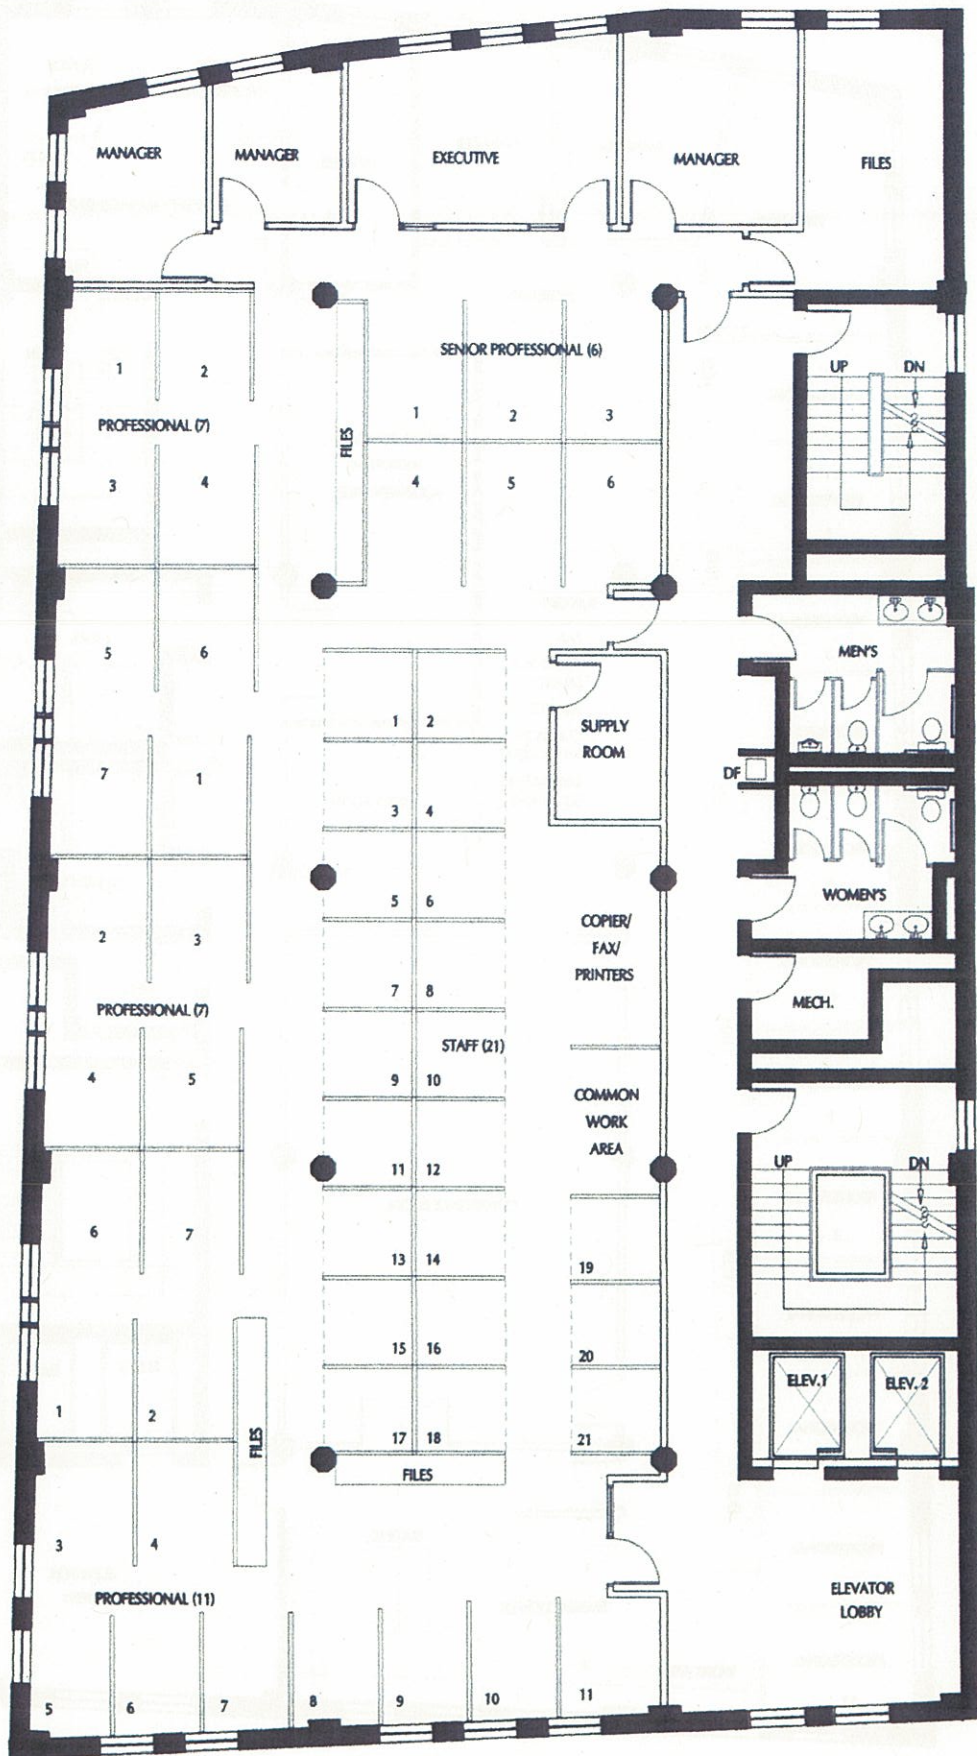 MANAGER
MANAGER
EXECUTIVE
MANAGER
FILES
1
2
PROFESSIONAL (7)
3
4
5
6
7
FILES
SENIOR PROFESSIONAL (6)
1
2
3
4
5
6
UP
DN
MEN'S
SUPPLY
ROOM
DF
WOMEN'S
MECH.
COPIER/
FAX/
PRINTERS
COMMON
WORK
AREA
1
2
3
4
5
6
7
8
STAFF (21)
9
10
11
12
13
14
15
16
17
18
FILES
19
20
21
1
2
3
PROFESSIONAL (7)
4
5
6
7
UP
DN
ELEV.1
ELEV. 2
1
2
FILES
3
4
PROFESSIONAL (11)
5
6
7
8
9
10
11
ELEVATOR
LOBBY